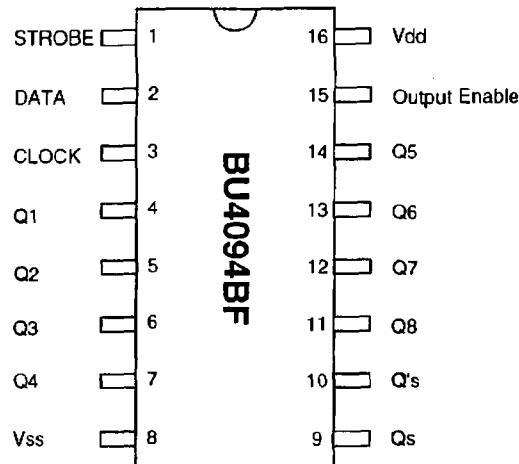 STROBE 1 16 Vdd
DATA 2 15 Output Enable
CLOCK 3 14 Q5
Q1 4 13 Q6
Q2 5 12 Q7
Q3 6 11 Q8
Q4 7 10 Q's
Vss 8 9 Qs
BU4094BF